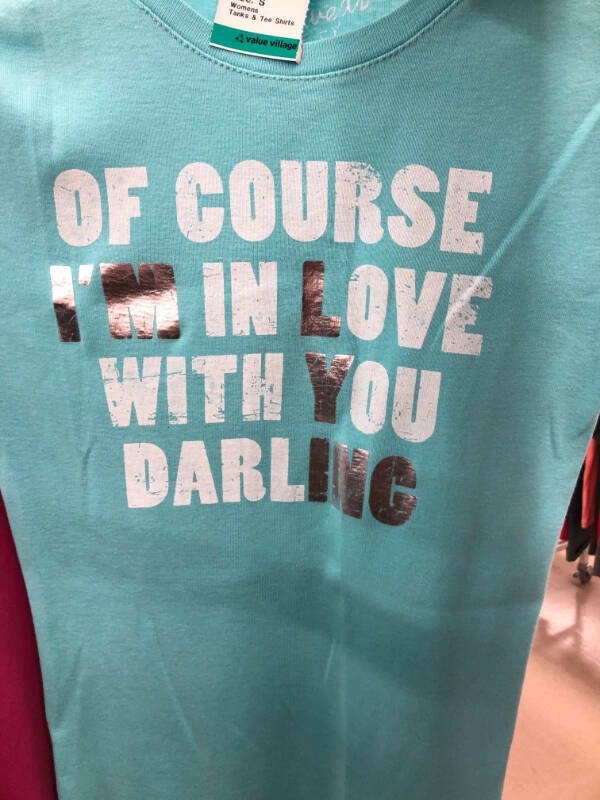 S
Womens
Tanks & Tee Shirts
value village
OF COURSE
I'M IN LOVE
WITH YOU
DARLING